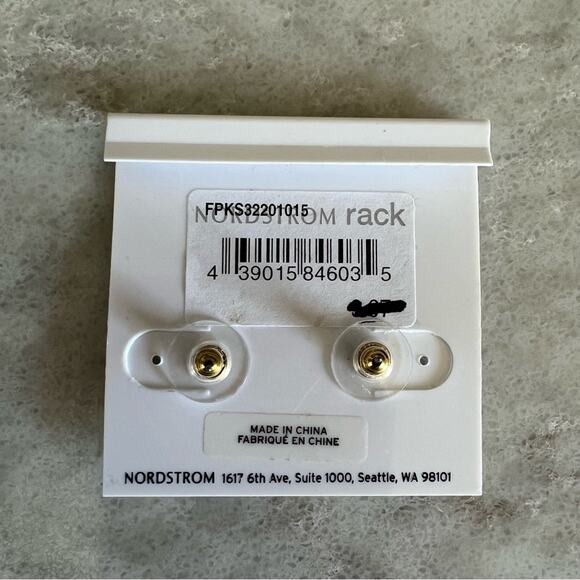 FPKS32201015
NORDSTROM rack
4 39015 84603 5
MADE IN CHINA
FABRIQUÉ EN CHINE
NORDSTROM 1617 6th Ave, Suite 1000, Seattle, WA 98101